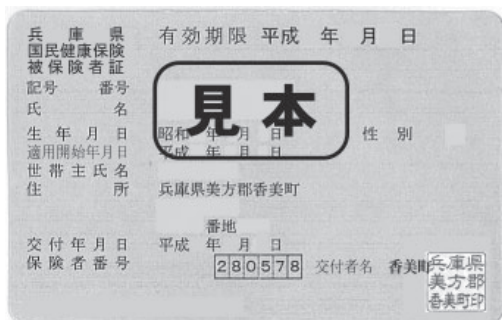 兵庫県 有効期限 平成 年 月 日
国民健康保険
被保険者証
記号 番号
氏名
見本
生年月日 昭和 年 月 日 性別
適用開始年月日 平成 年 月 日
世帯主氏名
住所 兵庫県美方郡香美町
番地
交付年月日 平成 年 月 日
保険者番号 280578 交付者名 香美町
兵庫県
美方郡
香美町印